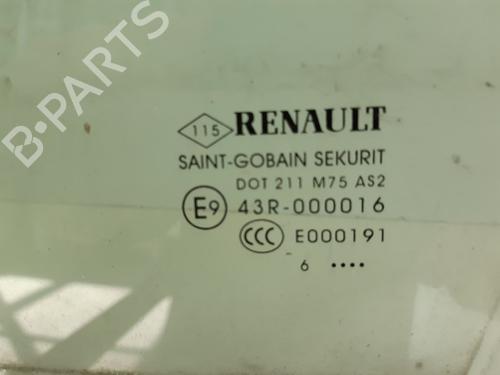 115 RENAULT
SAINT-GOBAIN SEKURIT
DOT 211 M75 AS2
E9 43R-000016
CCC E000191
6 ••••
B-PARTS